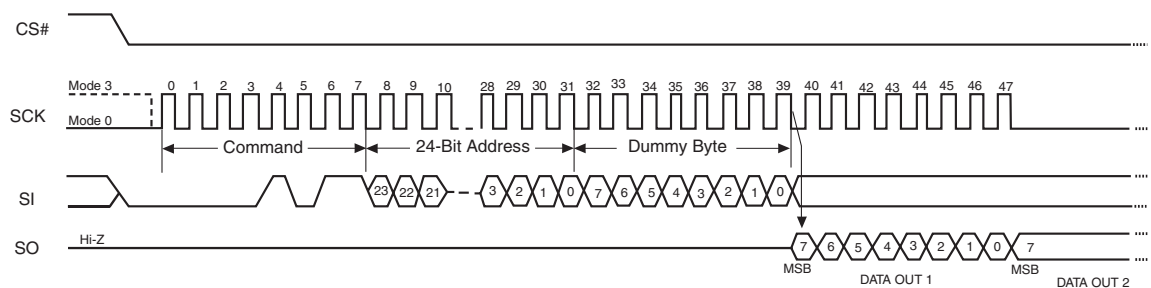 CS#
Mode 3
0 1 2 3 4 5 6 7 8 9 10 28 29 30 31 32 33 34 35 36 37 38 39 40 41 42 43 44 45 46 47
SCK
Mode 0
Command 24-Bit Address Dummy Byte
SI 23 22 21 3 2 1 0 7 6 5 4 3 2 1 0
Hi-Z
SO 7 6 5 4 3 2 1 0 7
MSB DATA OUT 1 MSB DATA OUT 2